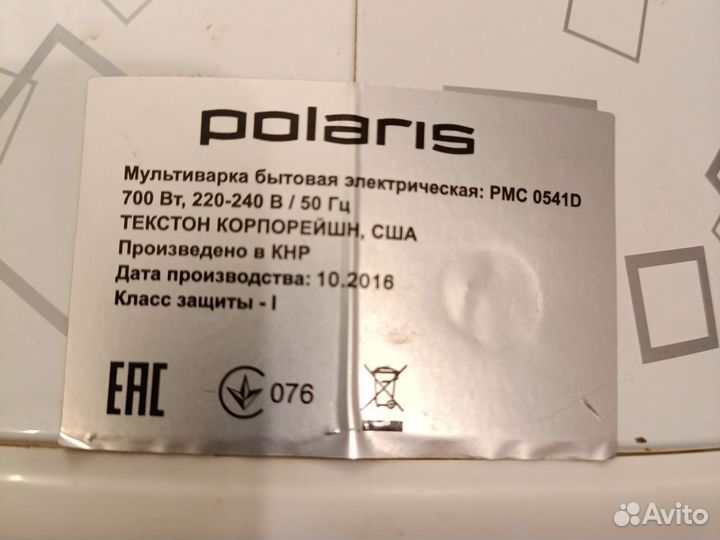 polaris
Мультиварка бытовая электрическая: PMC 0541D
700 Вт, 220-240 В / 50 Гц
ТЕКСТОН КОРПОРЕЙШН, США
Произведено в КНР
Дата производства: 10.2016
Класс защиты - I
EAC 076
Avito